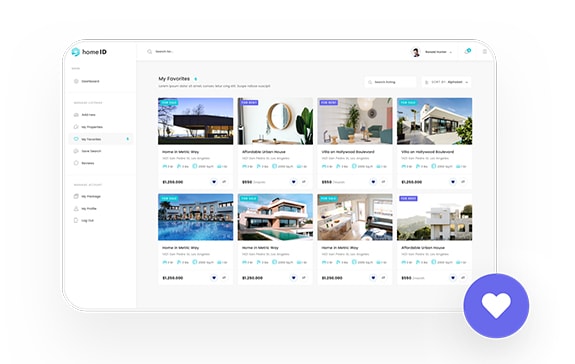 homeID
Search for...
Ronald Hunter
Dashboard
Add new
My Properties
My Favorites
Save Search
Reviews
My Package
My Profile
Log Out
My Favorites
Lorem ipsum dolor sit amet, consec tetur cing elit. Suspe ndisse suscipit
Search listing
SORT BY: Alphabet
FOR SALE
FOR RENT
FOR RENT
FOR SALE
Home in Metric Way
Affordable Urban House
Villa on Hollywood Boulevard
Villa on Hollywood Boulevard
1421 San Pedro St, Los Angeles
1421 San Pedro St, Los Angeles
1421 San Pedro St, Los Angeles
1421 San Pedro St, Los Angeles
$1.250.000
$550 /month
$550 /month
$1.250.000
FOR SALE
FOR SALE
FOR SALE
FOR RENT
Home in Metric Way
Home in Metric Way
Home in Metric Way
Affordable Urban House
1421 San Pedro St, Los Angeles
1421 San Pedro St, Los Angeles
1421 San Pedro St, Los Angeles
1421 San Pedro St, Los Angeles
$1.250.000
$1.250.000
$1.250.000
$550 /month